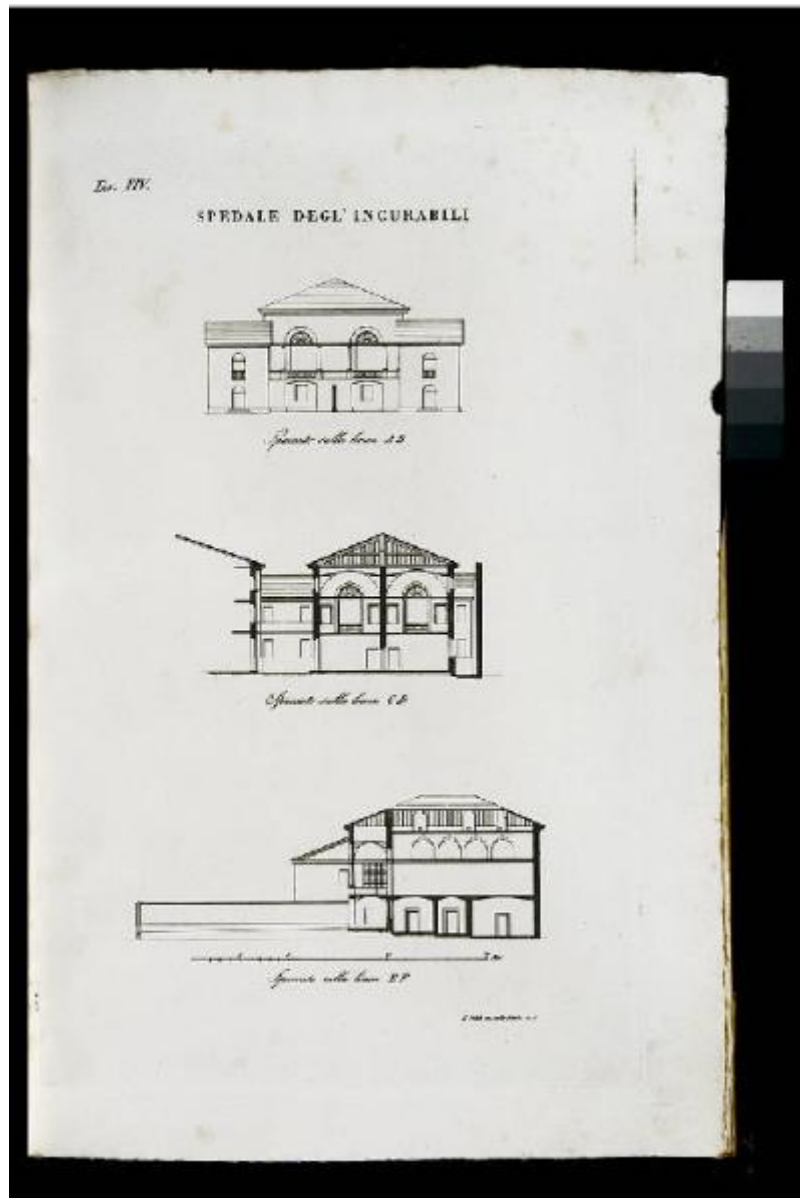 Tav. XIV.
SPEDALE DEGL' INCURABILI
Spaccato sulla linea A B
Spaccato sulla linea C D
Spaccato sulla linea E F